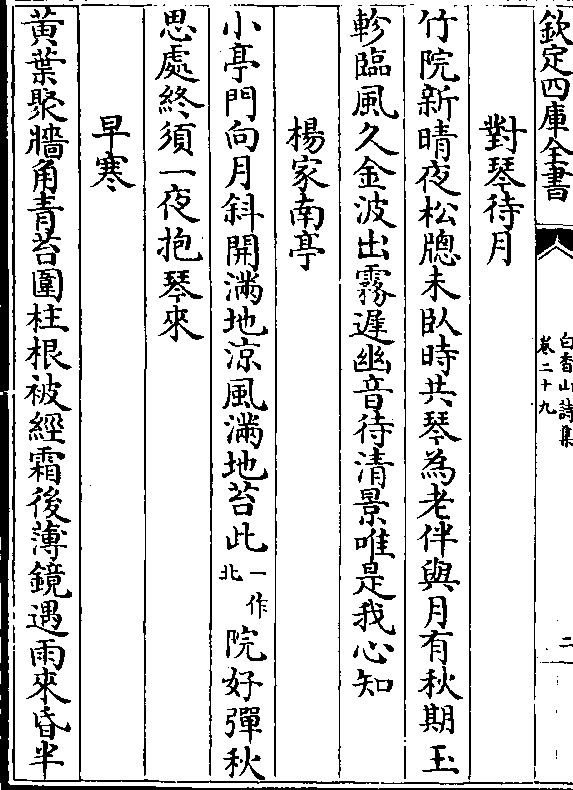 欽定四庫全書
白香山詩集
卷二十九
二
對琴待月
竹院新晴夜松牕未臥時共琴為老伴與月有秋期玉
軫臨風久金波出霧遲幽音待清景唯是我心知
楊家南亭
小亭門向月斜開滿地涼風滿地苔此一作北院好彈秋
思處終須一夜抱琴來
早寒
黃葉聚牆角青苔圍柱根被經霜後薄鏡遇雨來昏半